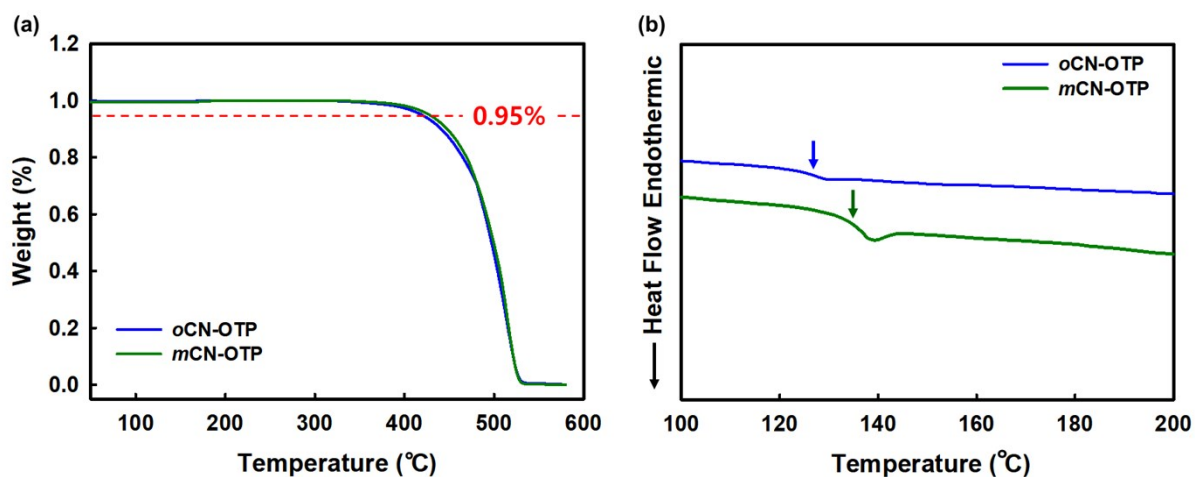 (a)
Weight (%)
1.2
1.0
0.8
0.6
0.4
0.2
0.0
0.95%
oCN-OTP
mCN-OTP
100 200 300 400 500 600
Temperature (℃)
(b)
Heat Flow Endothermic
oCN-OTP
mCN-OTP
100 120 140 160 180 200
Temperature (°C)